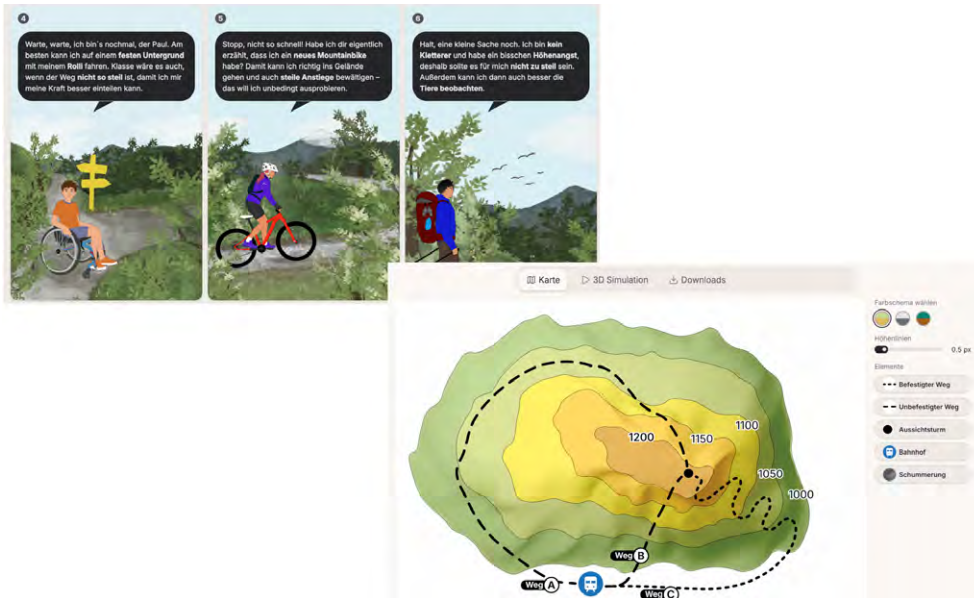 4
Warte, warte, ich bin´s nochmal, der Paul. Am
besten kann ich auf einem festen Untergrund
mit meinem Rolli fahren. Klasse wäre es auch,
wenn der Weg nicht so steil ist, damit ich mir
meine Kraft besser einteilen kann.
5
Stopp, nicht so schnell! Habe ich dir eigentlich
erzählt, dass ich ein neues Mountainbike
habe? Damit kann ich richtig ins Gelände
gehen und auch steile Anstiege bewältigen –
das will ich unbedingt ausprobieren.
6
Halt, eine kleine Sache noch. Ich bin kein
Kletterer und habe ein bisschen Höhenangst,
deshalb sollte es für mich nicht zu steil sein.
Außerdem kann ich dann auch besser die
Tiere beobachten.
Karte
3D Simulation
Downloads
Farbschema wählen
Höhenlinien
0.5 px
Elemente
Befestigter Weg
Unbefestigter Weg
Aussichtsturm
Bahnhof
Schummerung
1200
1150
1100
1050
1000
Weg B
Weg A
Weg C